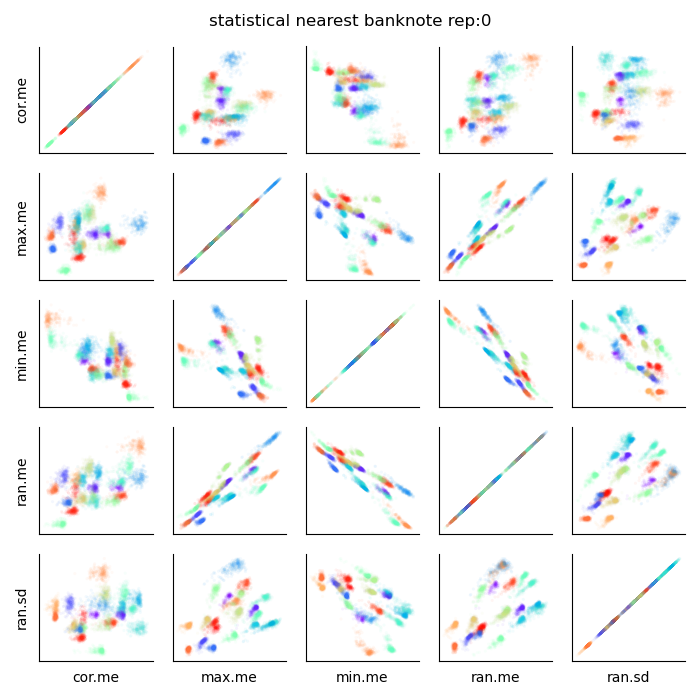 statistical nearest banknote rep:0
cor.me
max.me
min.me
ran.me
ran.sd
cor.me max.me min.me ran.me ran.sd